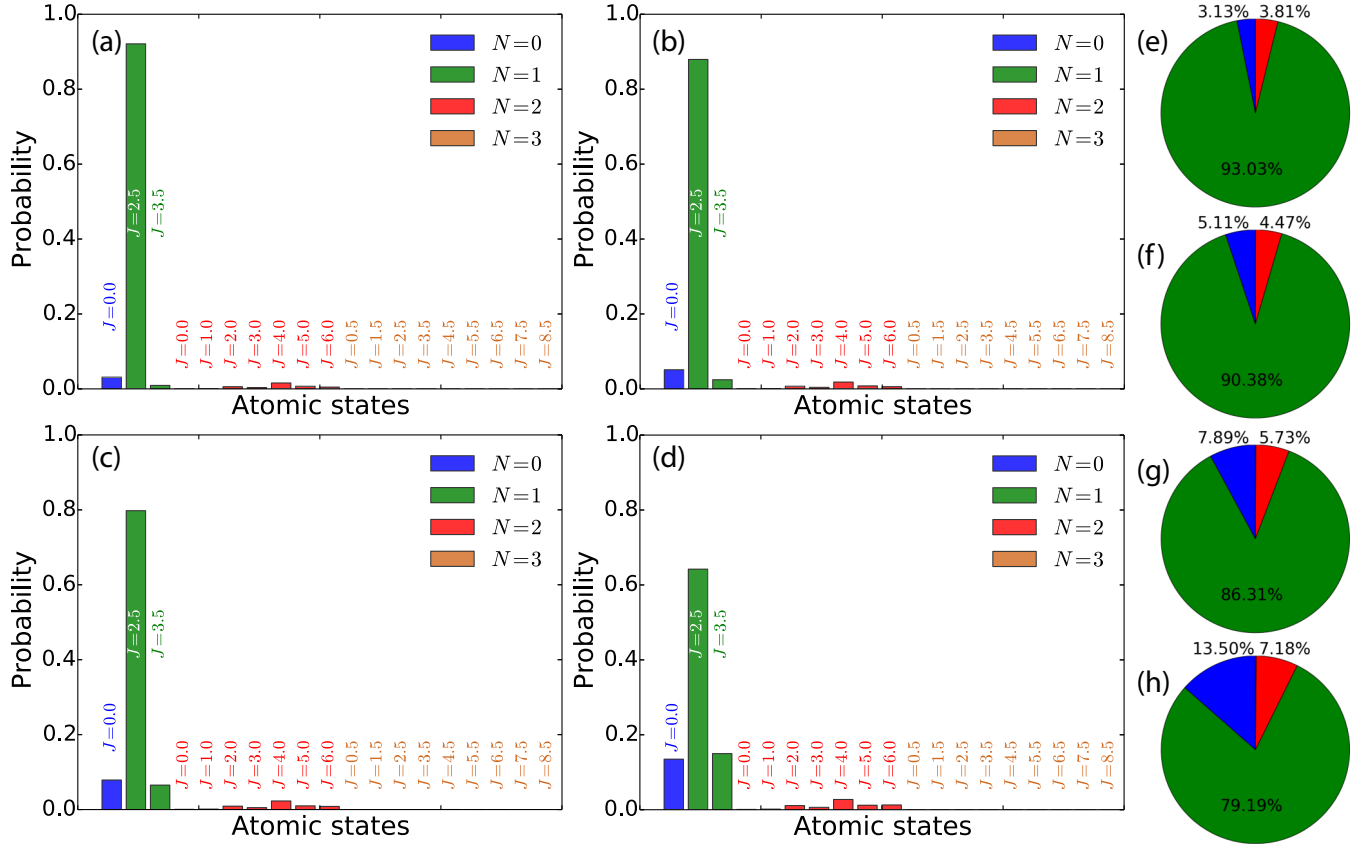 (a)
1.0
0.8
0.6
0.4
0.2
0.0
Probability
N=0
N=1
N=2
N=3
J=0.0
J=2.5
J=3.5
J=0.0
J=1.0
J=2.0
J=3.0
J=4.0
J=5.0
J=6.0
J=0.5
J=1.5
J=2.5
J=3.5
J=4.5
J=5.5
J=6.5
J=7.5
J=8.5
Atomic states
(b)
1.0
0.8
0.6
0.4
0.2
0.0
Probability
N=0
N=1
N=2
N=3
J=0.0
J=2.5
J=3.5
J=0.0
J=1.0
J=2.0
J=3.0
J=4.0
J=5.0
J=6.0
J=0.5
J=1.5
J=2.5
J=3.5
J=4.5
J=5.5
J=6.5
J=7.5
J=8.5
Atomic states
(e)
3.13% 3.81%
93.03%
(f)
5.11% 4.47%
90.38%
(c)
1.0
0.8
0.6
0.4
0.2
0.0
Probability
N=0
N=1
N=2
N=3
J=0.0
J=2.5
J=3.5
J=0.0
J=1.0
J=2.0
J=3.0
J=4.0
J=5.0
J=6.0
J=0.5
J=1.5
J=2.5
J=3.5
J=4.5
J=5.5
J=6.5
J=7.5
J=8.5
Atomic states
(d)
1.0
0.8
0.6
0.4
0.2
0.0
Probability
N=0
N=1
N=2
N=3
J=0.0
J=2.5
J=3.5
J=0.0
J=1.0
J=2.0
J=3.0
J=4.0
J=5.0
J=6.0
J=0.5
J=1.5
J=2.5
J=3.5
J=4.5
J=5.5
J=6.5
J=7.5
J=8.5
Atomic states
(g)
7.89% 5.73%
86.31%
(h)
13.50% 7.18%
79.19%